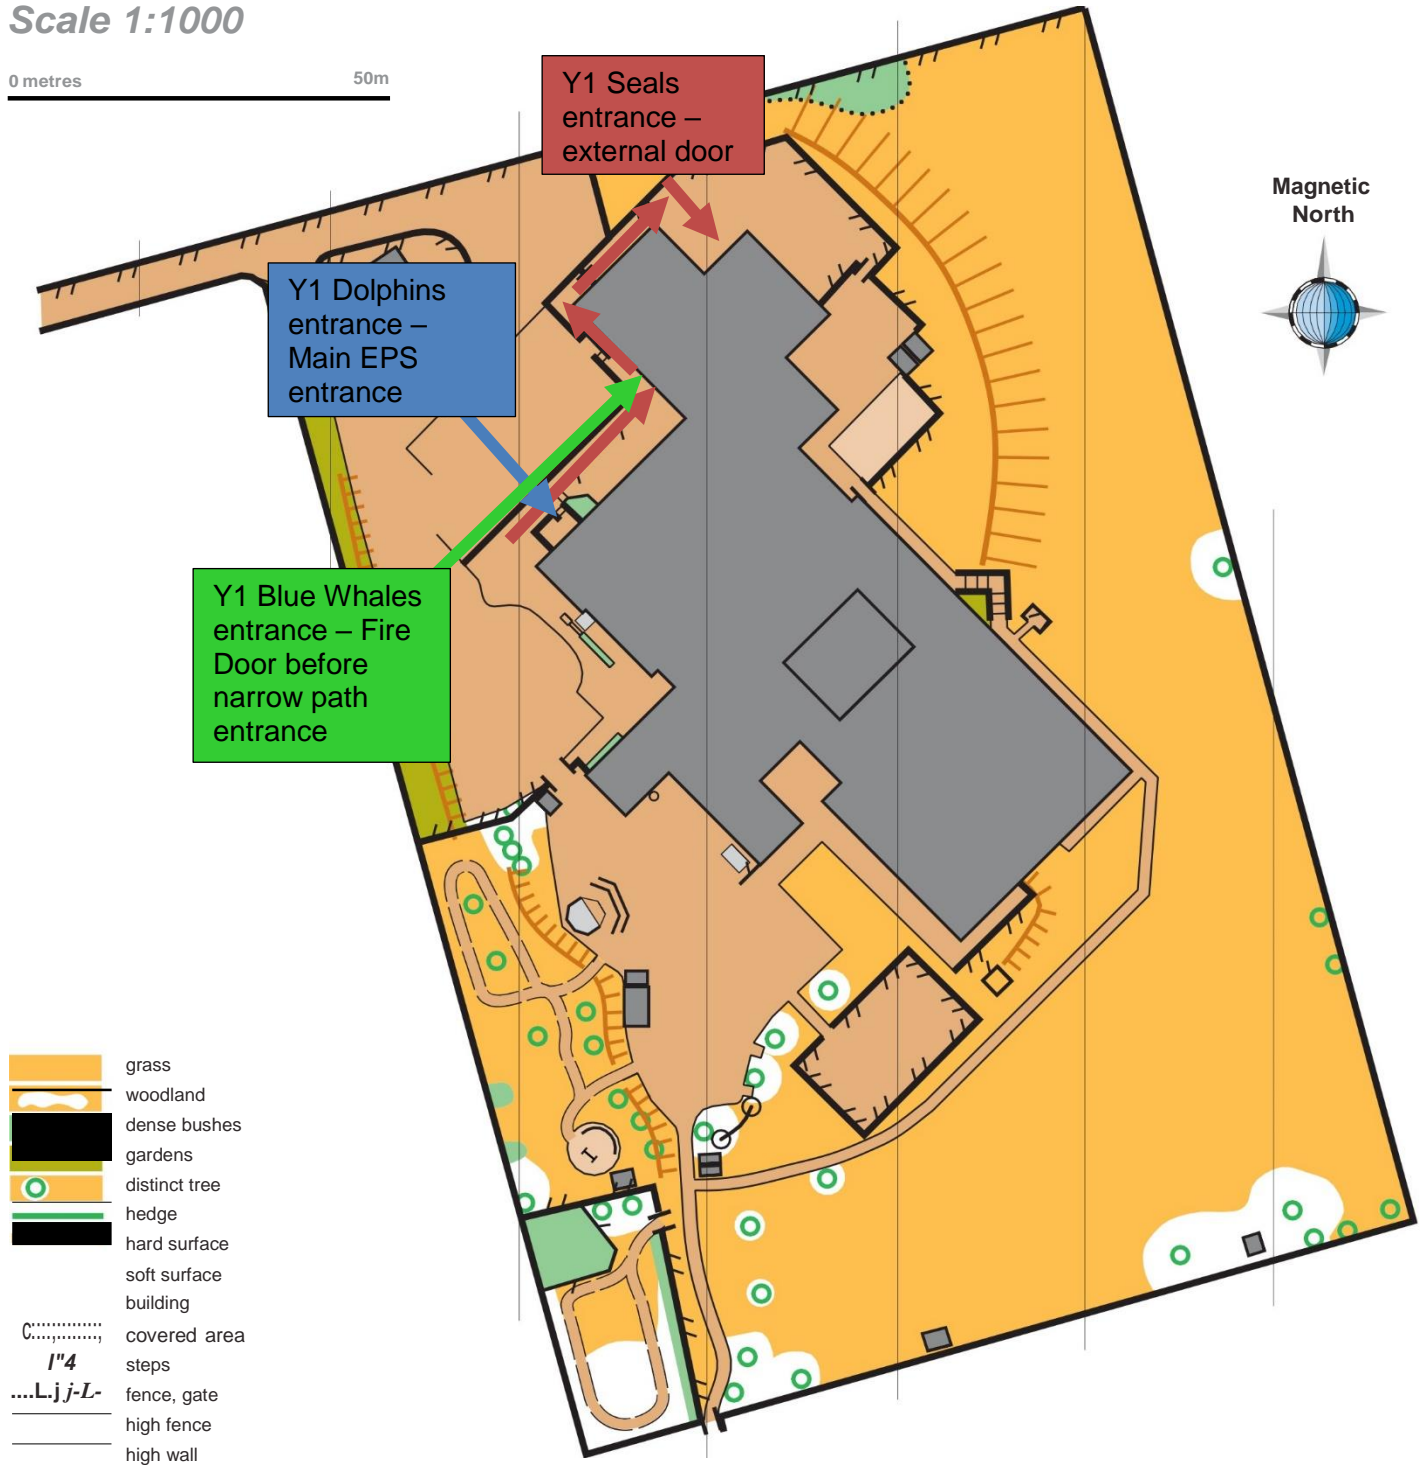 Scale 1:1000
0 metres 50m
Y1 Seals
entrance –
external door
Magnetic
North
Y1 Dolphins
entrance –
Main EPS
entrance
Y1 Blue Whales
entrance – Fire
Door before
narrow path
entrance
grass
woodland
dense bushes
gardens
distinct tree
hedge
hard surface
soft surface
building
covered area
I"4 steps
....L.j j-L- fence, gate
high fence
high wall